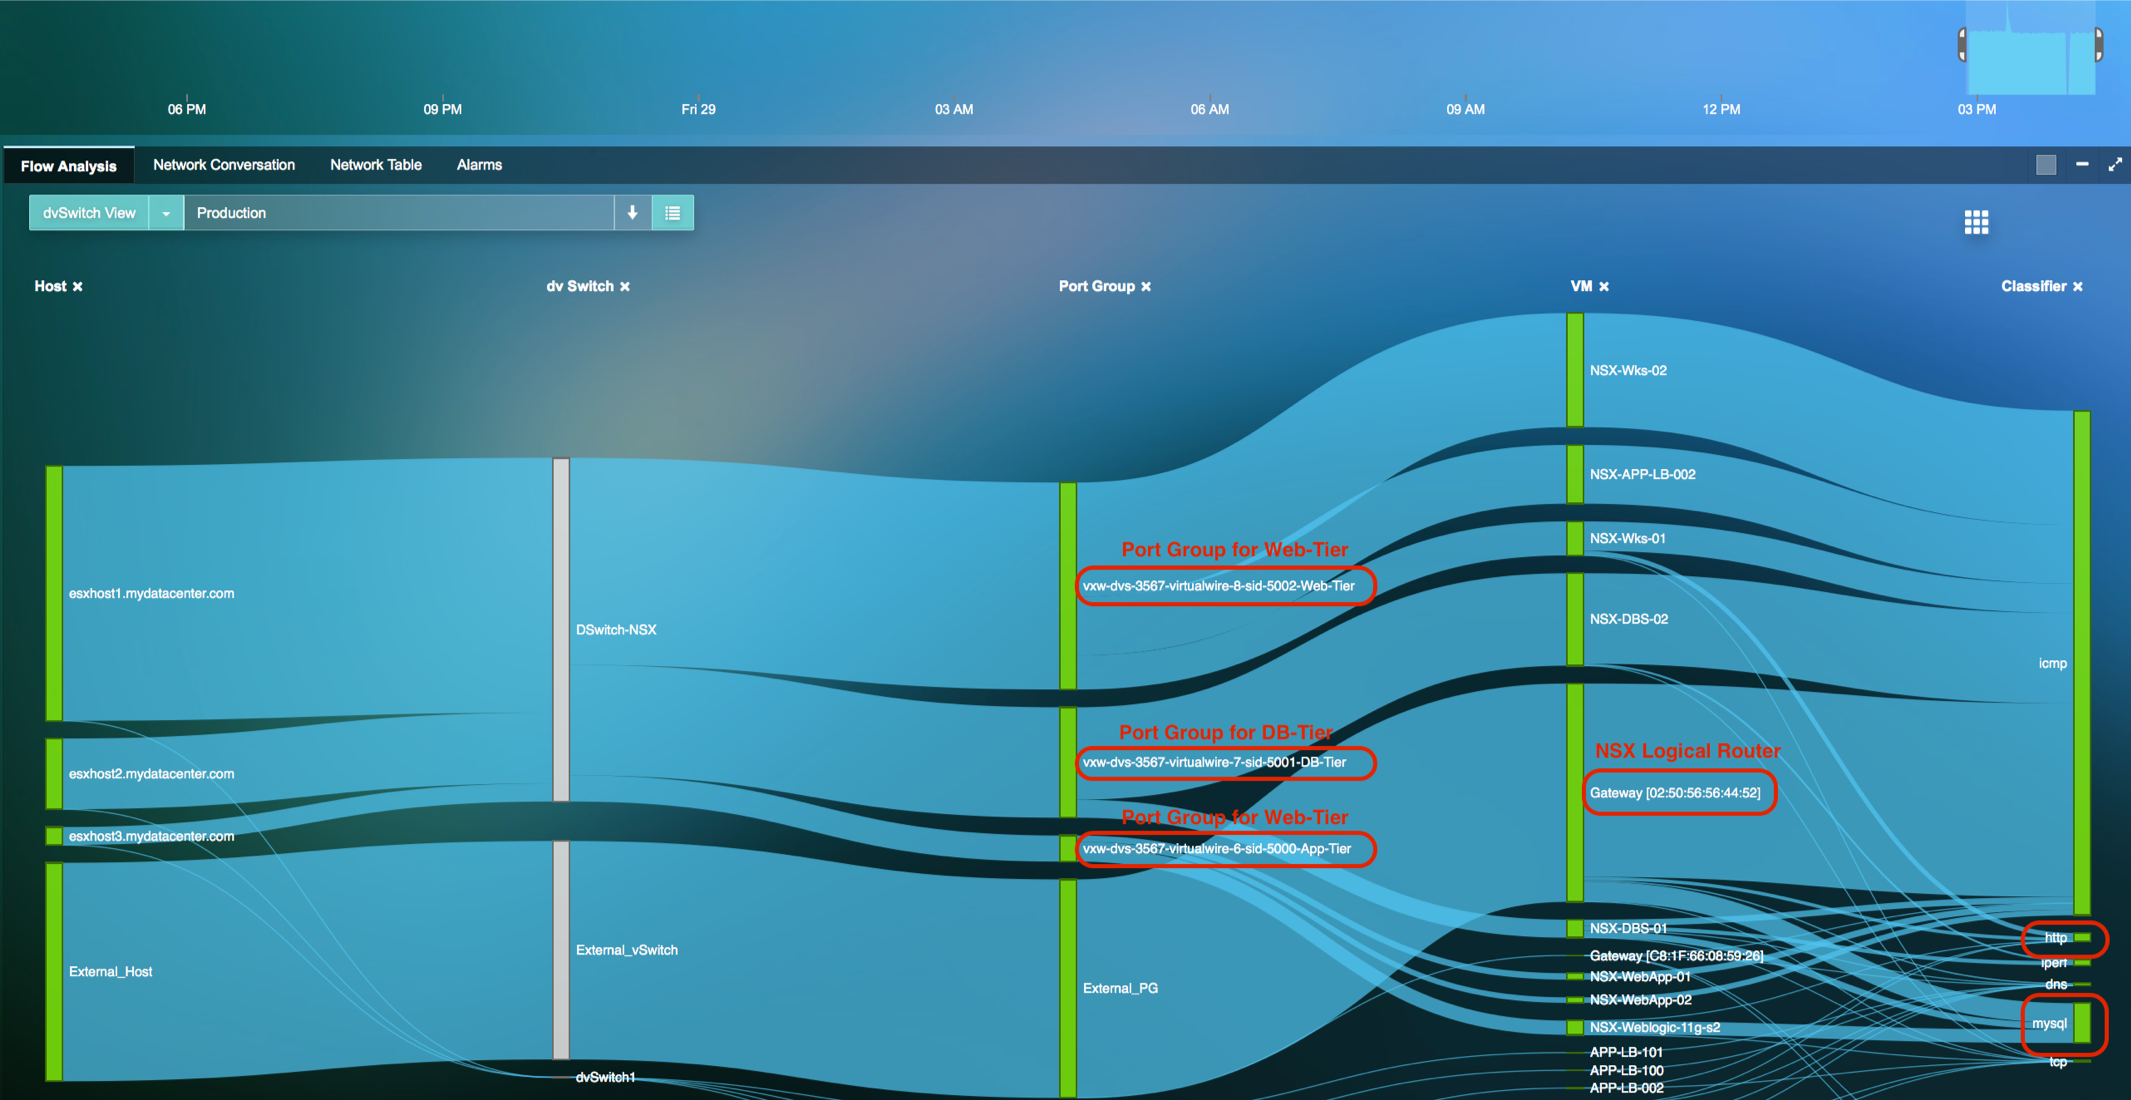 06 PM 09 PM Fri 29 03 AM 06 AM 09 AM 12 PM 03 PM
Flow Analysis Network Conversation Network Table Alarms
dvSwitch View Production
Host × dv Switch × Port Group × VM × Classifier ×
esxhost1.mydatacenter.com
esxhost2.mydatacenter.com
esxhost3.mydatacenter.com
External_Host
DSwitch-NSX
External_vSwitch
dvSwitch1
Port Group for Web-Tier
vxw-dvs-3567-virtualwire-8-sid-5002-Web-Tier
Port Group for DB-Tier
vxw-dvs-3567-virtualwire-7-sid-5001-DB-Tier
Port Group for Web-Tier
vxw-dvs-3567-virtualwire-6-sid-5000-App-Tier
External_PG
NSX-Wks-02
NSX-APP-LB-002
NSX-Wks-01
NSX-DBS-02
NSX Logical Router
Gateway [02:50:56:56:44:52]
NSX-DBS-01
Gateway [C8:1F:66:08:59:26]
NSX-WebApp-01
NSX-WebApp-02
NSX-Weblogic-11g-s2
APP-LB-101
APP-LB-100
APP-LB-002
icmp
http
iperf
dns
mysql
tcp